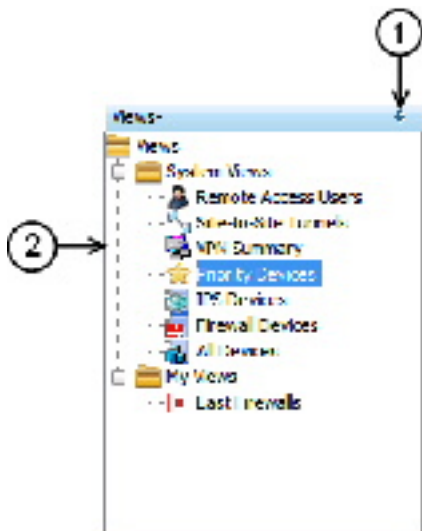 1
Views
Views
System Views
Remote Access Users
Site-to-Site Tunnels
2
VPN Summary
Priority Devices
IPS Devices
Firewall Devices
All Devices
My Views
Last Firewalls